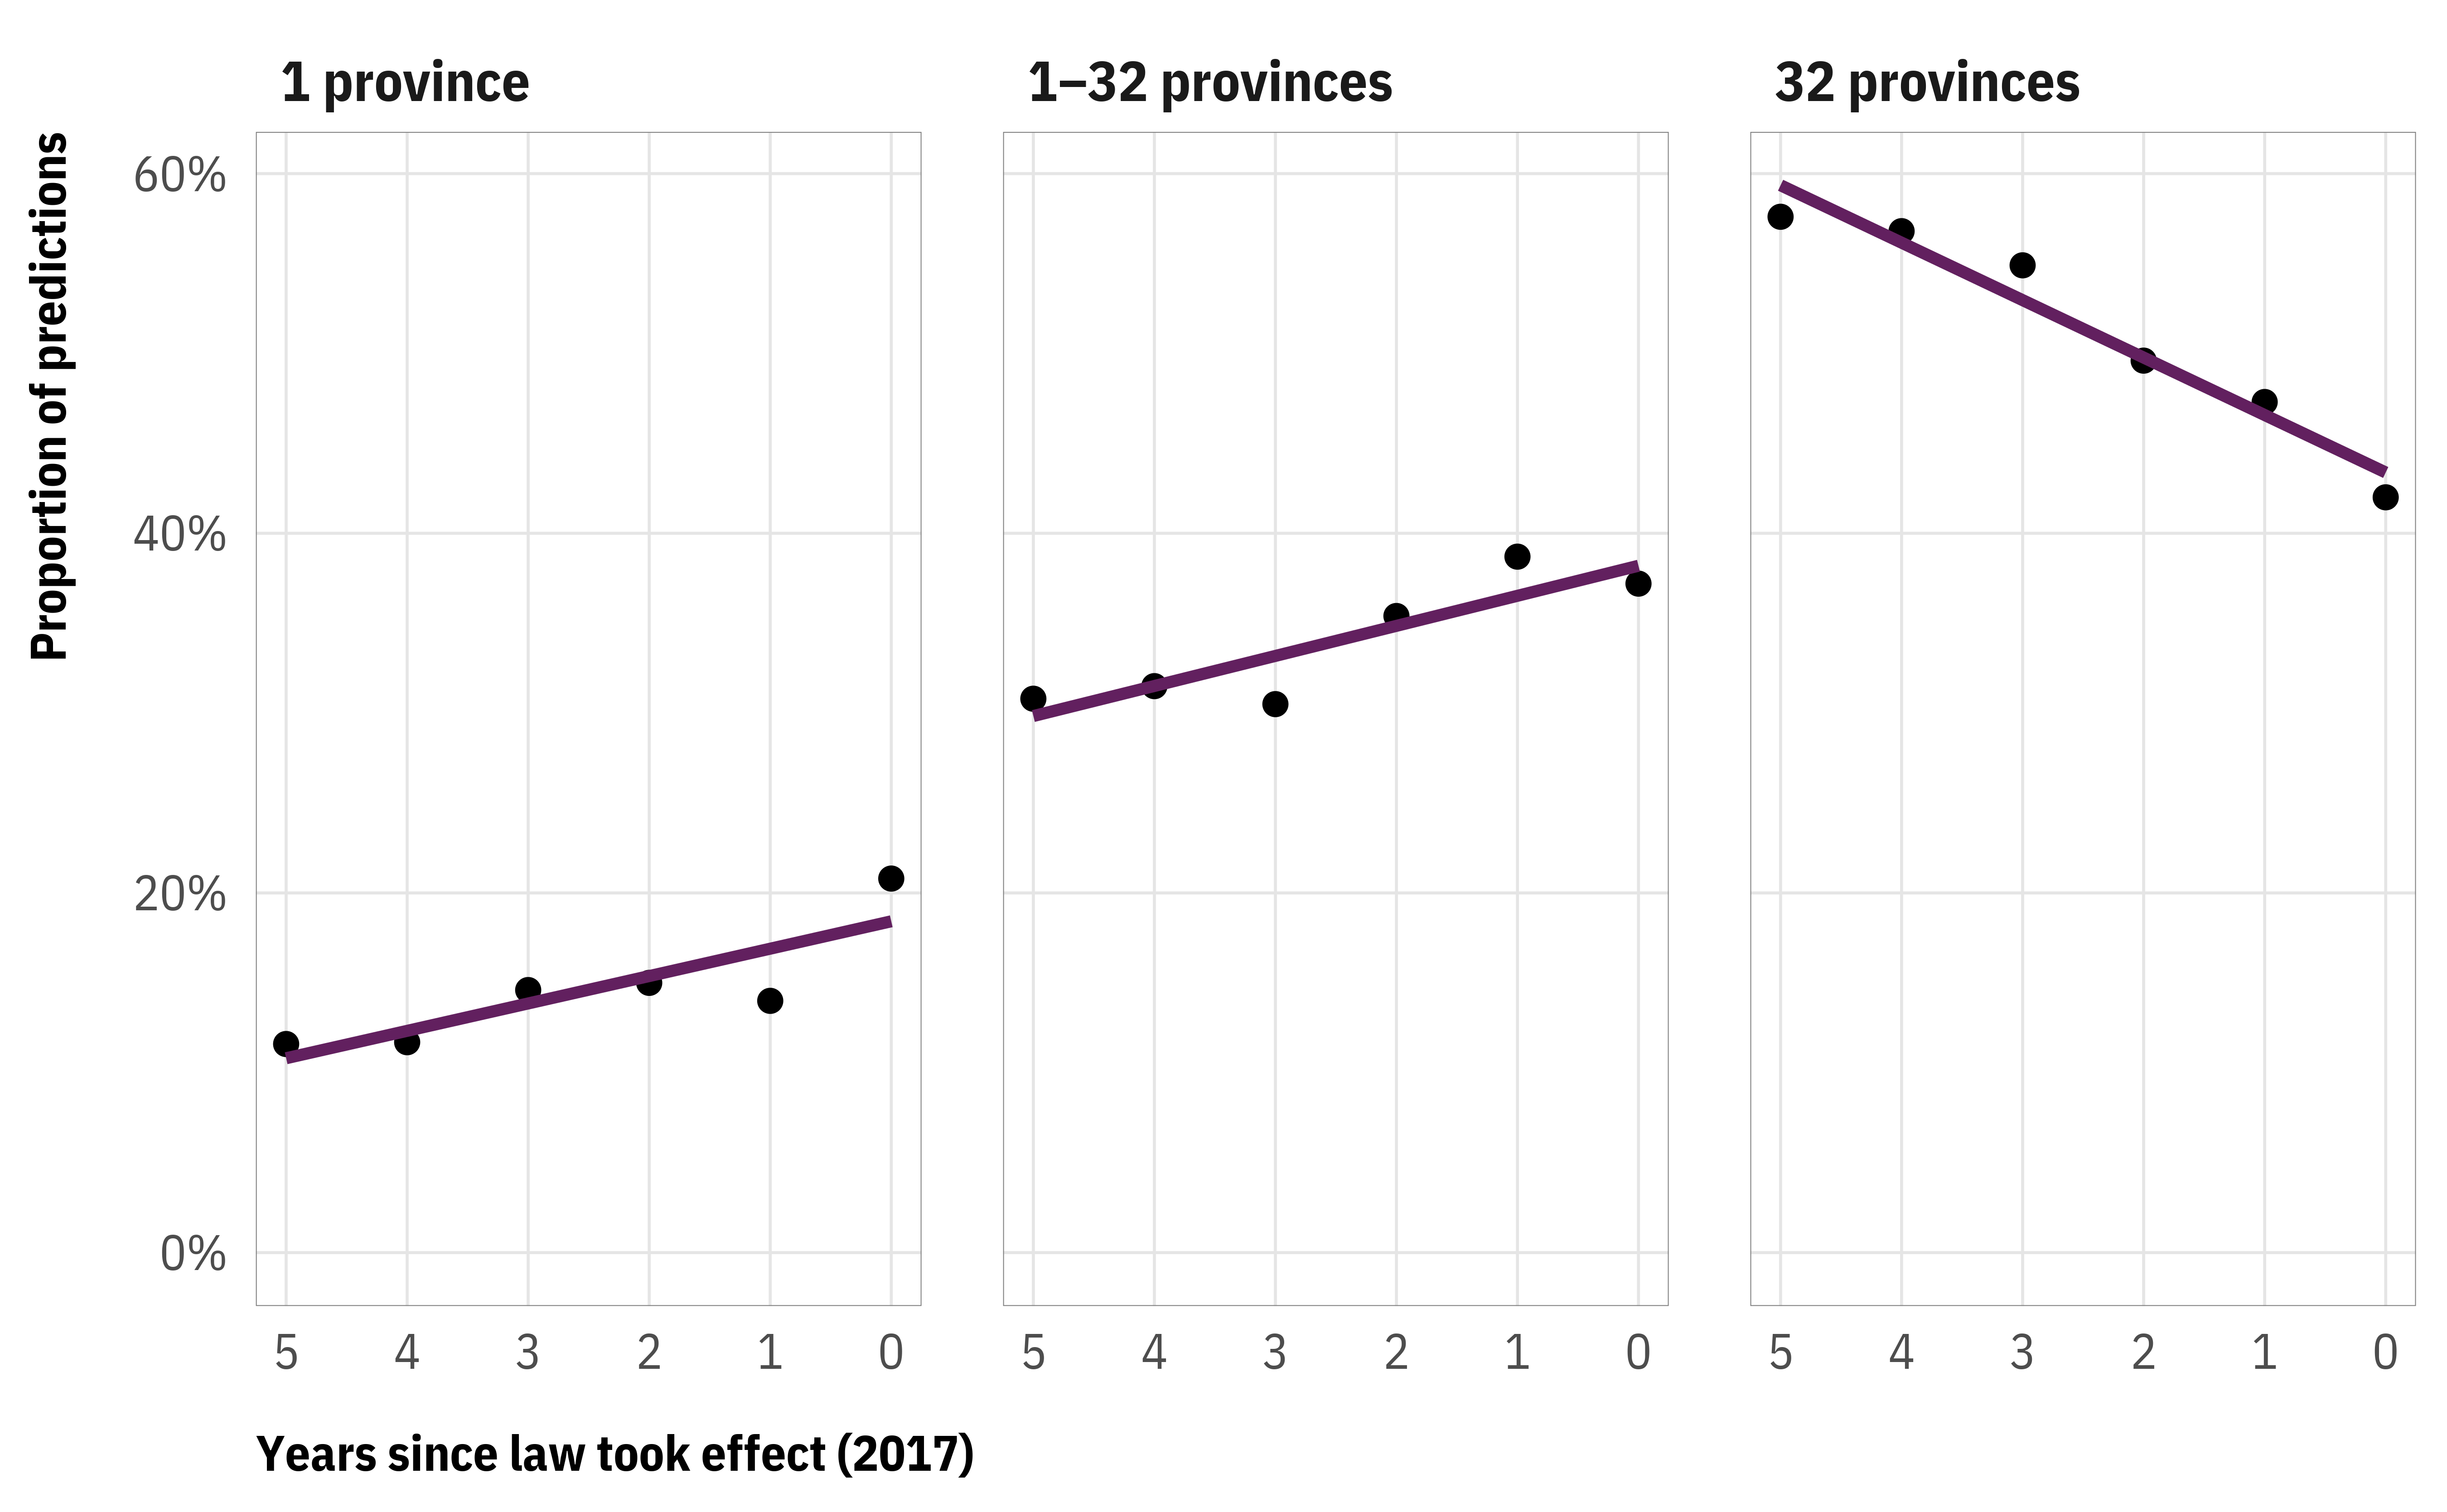 1 province
1–32 provinces
32 provinces
Proportion of predictions
60%
40%
20%
0%
5 4 3 2 1 0
5 4 3 2 1 0
5 4 3 2 1 0
Years since law took effect (2017)